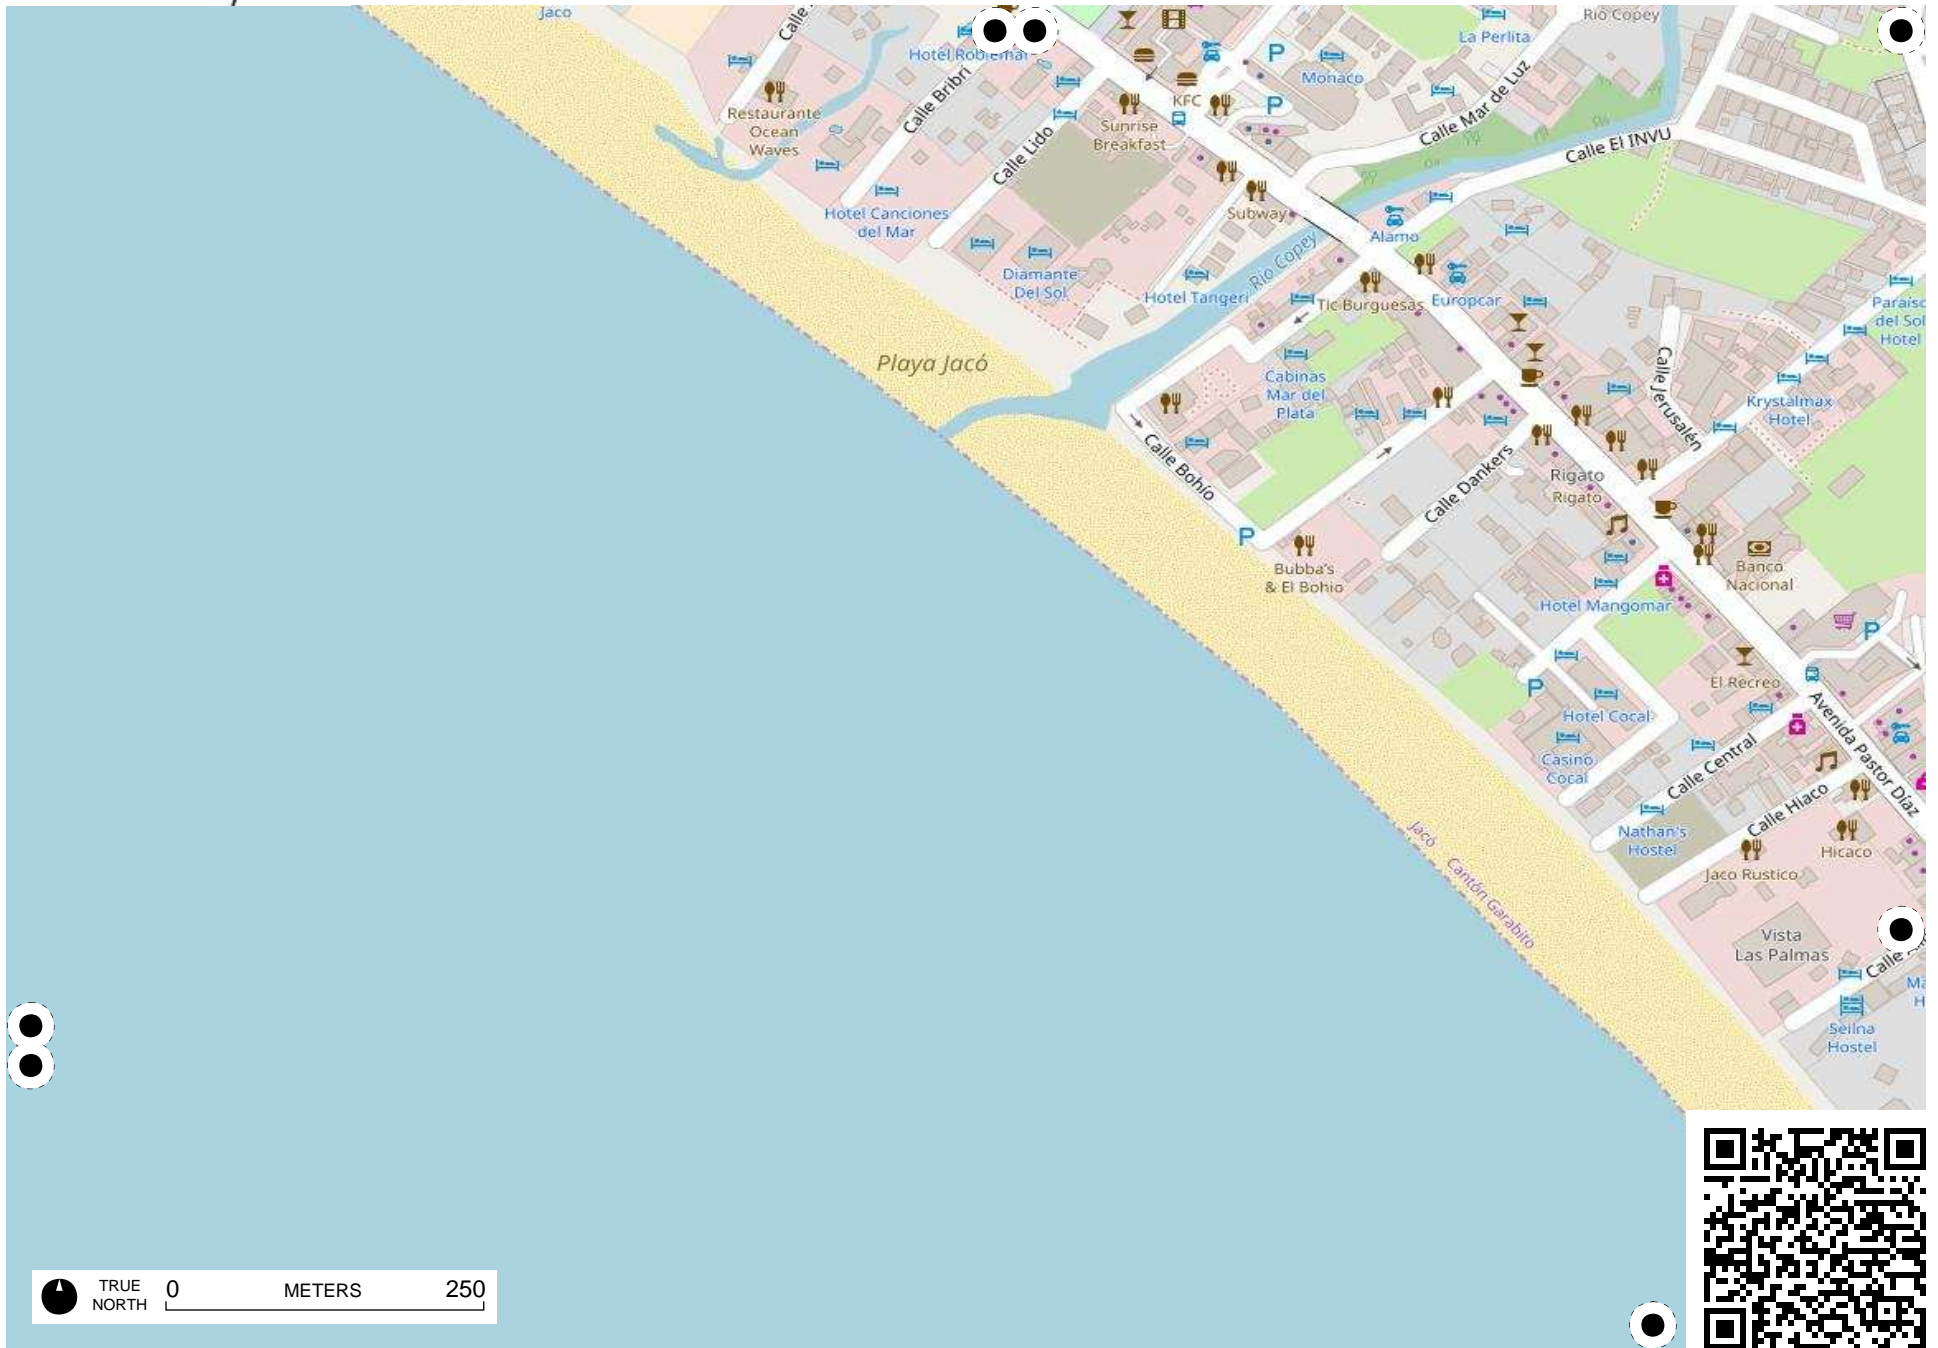 Jaco
Calle
Hotel Roblemar
Río Copey
La Perlita
Monaco
KFC
Restaurante
Ocean
Waves
Calle Bribri
Sunrise
Breakfast
Calle Mar de Luz
Calle Lido
Calle El INVU
Hotel Canciones
del Mar
Subway
Alamo
Diamante
Del Sol
Hotel Tangeri
Río Copey
Tic Burguesas
Europcar
Paraíso
del Sol
Hotel
Playa Jacó
Cabinas
Mar del
Plata
Calle Jerusalén
Krystalmax
Hotel
Calle Bohío
Calle Dankers
Rigato
Rigato
Bubba's
& El Bohio
Banco
Nacional
Hotel Mangomar
El Recreo
Hotel Cocal
Avenida Pastor Díaz
Casino
Cocal
Calle Central
Calle Hiaco
Nathan's
Hostel
Hicaco
Jaco Rustico
Jacó
Cantón Garabito
Vista
Las Palmas
Calle
Ma
H
Selina
Hostel
P
P
P
P
P
TRUE
NORTH
0 METERS 250